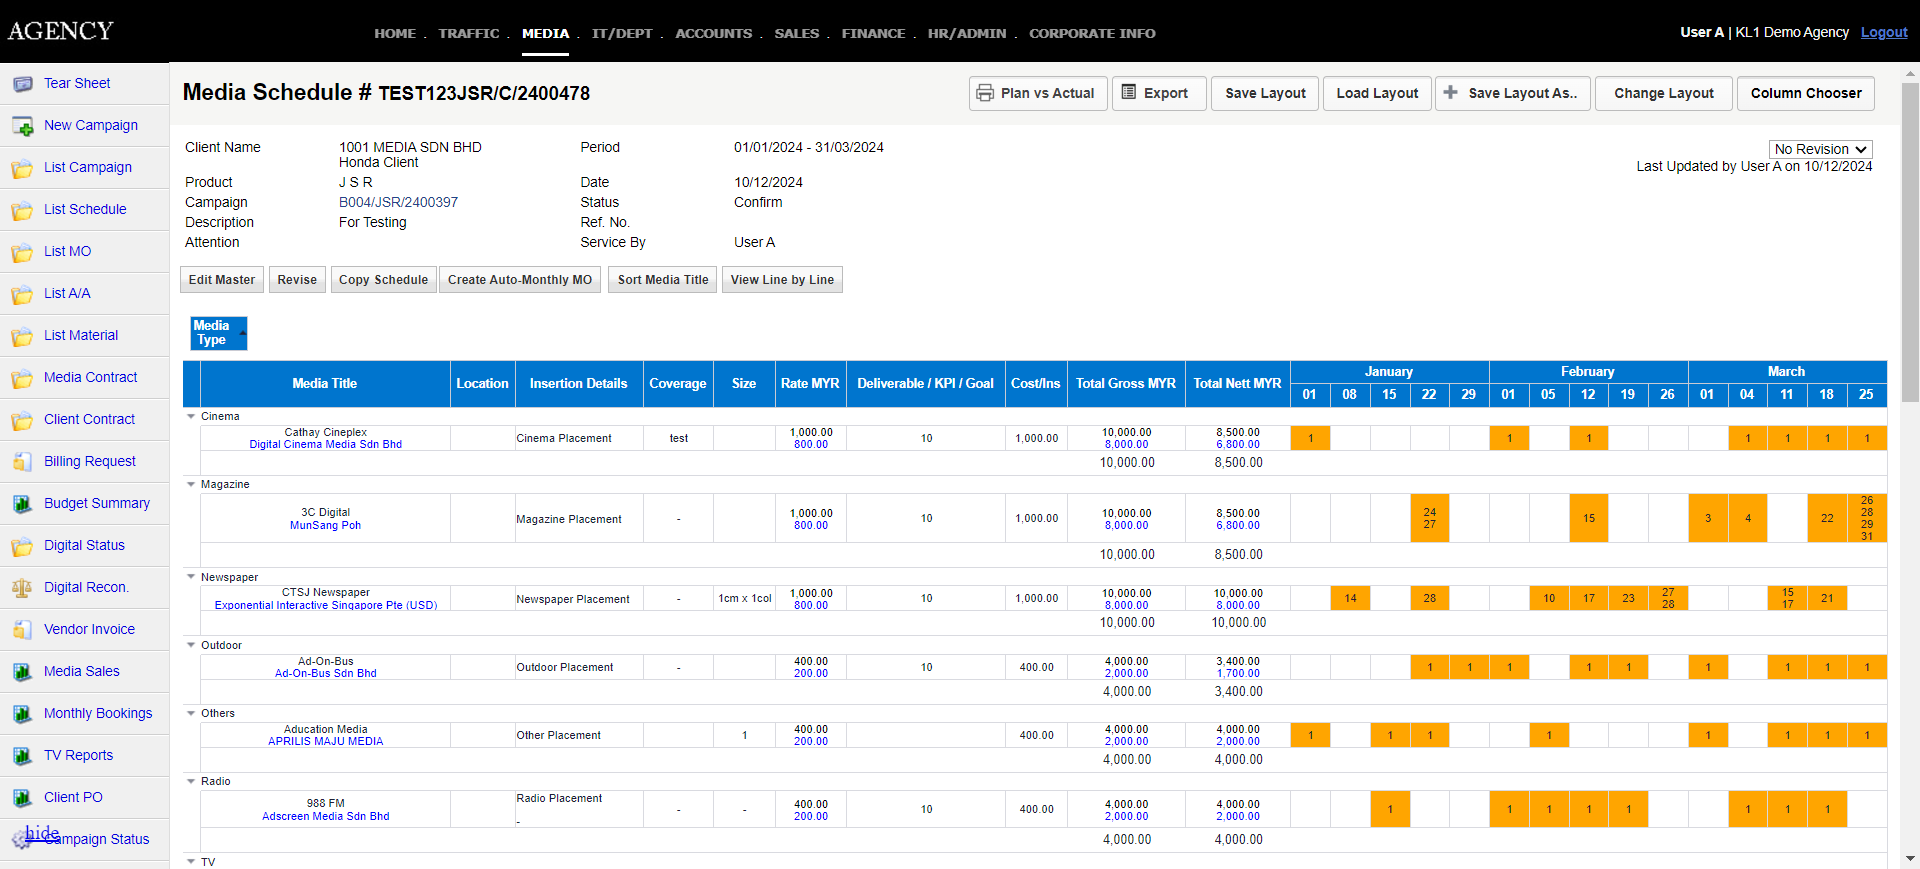 AGENCY
HOME . TRAFFIC . MEDIA . IT/DEPT . ACCOUNTS . SALES . FINANCE . HR/ADMIN . CORPORATE INFO
User A | KL1 Demo Agency Logout
Tear Sheet
New Campaign
List Campaign
List Schedule
List MO
List A/A
List Material
Media Contract
Client Contract
Billing Request
Budget Summary
Digital Status
Digital Recon.
Vendor Invoice
Media Sales
Monthly Bookings
TV Reports
Client PO
hide
Campaign Status
Media Schedule # TEST123JSR/C/2400478
Plan vs Actual Export Save Layout Load Layout Save Layout As.. Change Layout Column Chooser
Client Name 1001 MEDIA SDN BHD Period 01/01/2024 - 31/03/2024
Honda Client
No Revision
Last Updated by User A on 10/12/2024
Product J S R Date 10/12/2024
Campaign B004/JSR/2400397 Status Confirm
Description For Testing Ref. No.
Attention Service By User A
Edit Master Revise Copy Schedule Create Auto-Monthly MO Sort Media Title View Line by Line
Media
Type
Media Title Location Insertion Details Coverage Size Rate MYR Deliverable / KPI / Goal Cost/Ins Total Gross MYR Total Nett MYR January February March
01 08 15 22 29 01 05 12 19 26 01 04 11 18 25
Cinema
Cathay Cineplex 1,000.00 10,000.00 8,500.00
Cinema Placement test 10 1,000.00 1 1 1 1 1 1 1
Digital Cinema Media Sdn Bhd 800.00 8,000.00 6,800.00
10,000.00 8,500.00
Magazine
3C Digital 1,000.00 10,000.00 8,500.00
Magazine Placement - 10 1,000.00 24 27 15 3 4 22 26 28 29 31
MunSang Poh 800.00 8,000.00 6,800.00
10,000.00 8,500.00
Newspaper
CTSJ Newspaper 1,000.00 10,000.00 10,000.00
Newspaper Placement - 1cm x 1col 10 1,000.00 14 28 10 17 23 27 28 15 17 21
Exponential Interactive Singapore Pte (USD) 800.00 8,000.00 8,000.00
10,000.00 10,000.00
Outdoor
Ad-On-Bus 400.00 4,000.00 3,400.00
Outdoor Placement - 10 400.00 1 1 1 1 1 1 1 1 1
Ad-On-Bus Sdn Bhd 200.00 2,000.00 1,700.00
4,000.00 3,400.00
Others
Aducation Media 400.00 4,000.00 4,000.00
Other Placement 1 400.00 1 1 1 1 1 1 1 1
APRILIS MAJU MEDIA 200.00 2,000.00 2,000.00
4,000.00 4,000.00
Radio
Radio Placement
988 FM 400.00 4,000.00 4,000.00
- - 10 400.00 1 1 1 1 1 1 1 1
Adscreen Media Sdn Bhd 200.00 2,000.00 2,000.00
-
4,000.00 4,000.00
TV